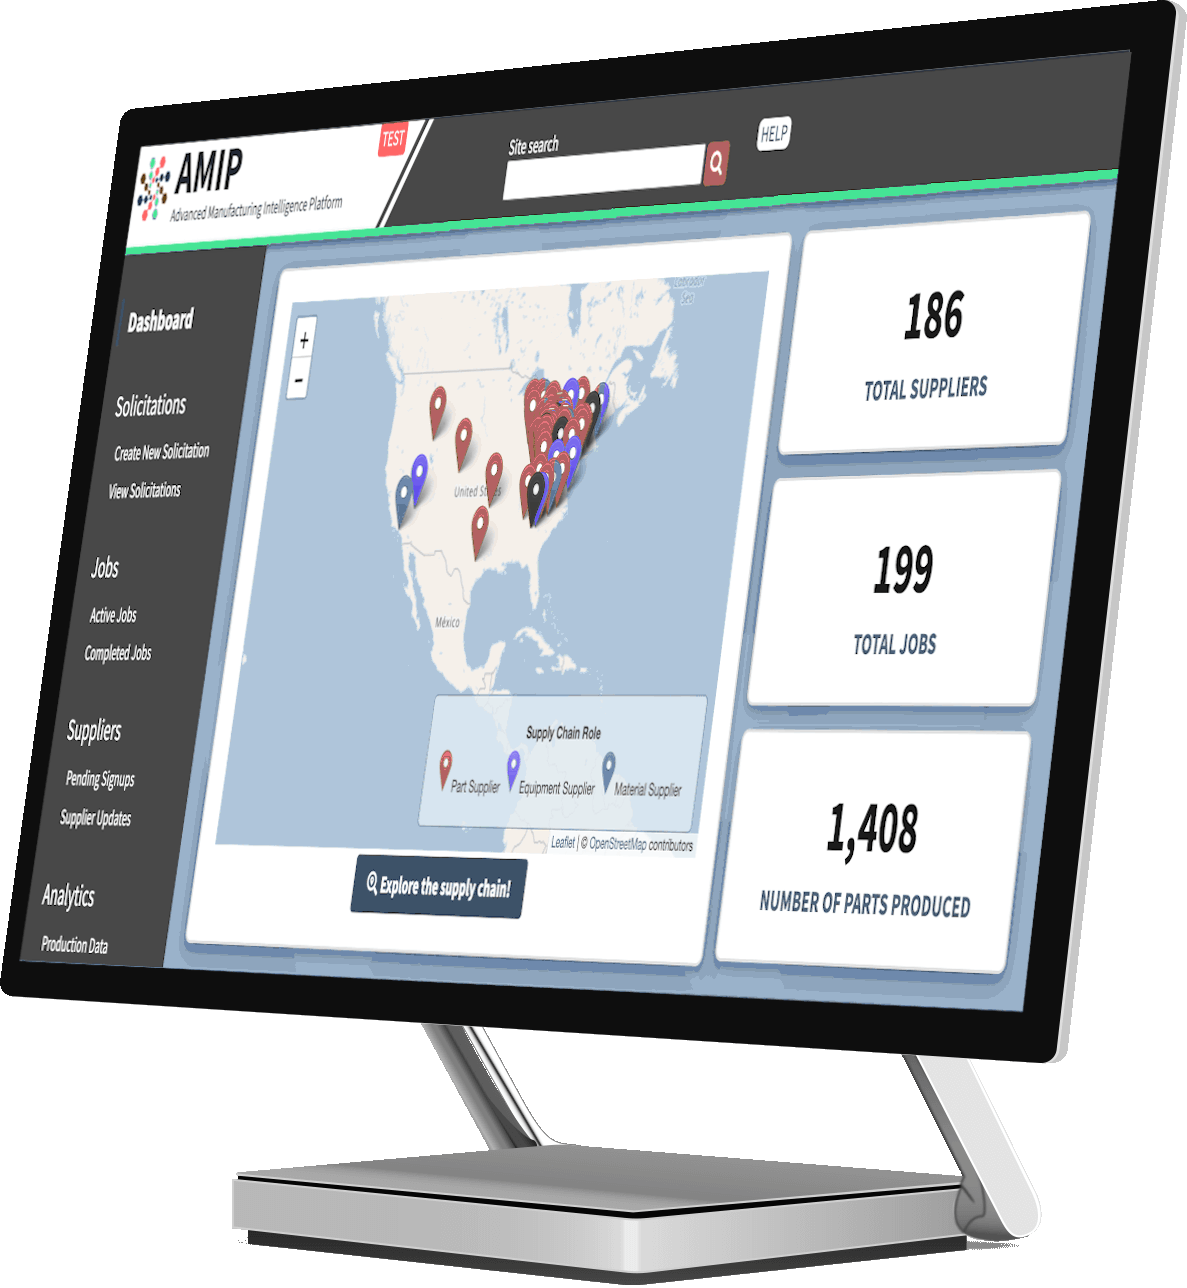 TEST
AMIP
Advanced Manufacturing Intelligence Platform
Site search
HELP
Dashboard
Solicitations
Create New Solicitation
View Solicitations
Jobs
Active Jobs
Completed Jobs
Suppliers
Pending Signups
Supplier Updates
Analytics
Production Data
+
−
Labrador
Sea
United States
México
Supply Chain Role
Part Supplier
Equipment Supplier
Material Supplier
Leaflet | © OpenStreetMap contributors
Explore the supply chain!
186
TOTAL SUPPLIERS
199
TOTAL JOBS
1,408
NUMBER OF PARTS PRODUCED